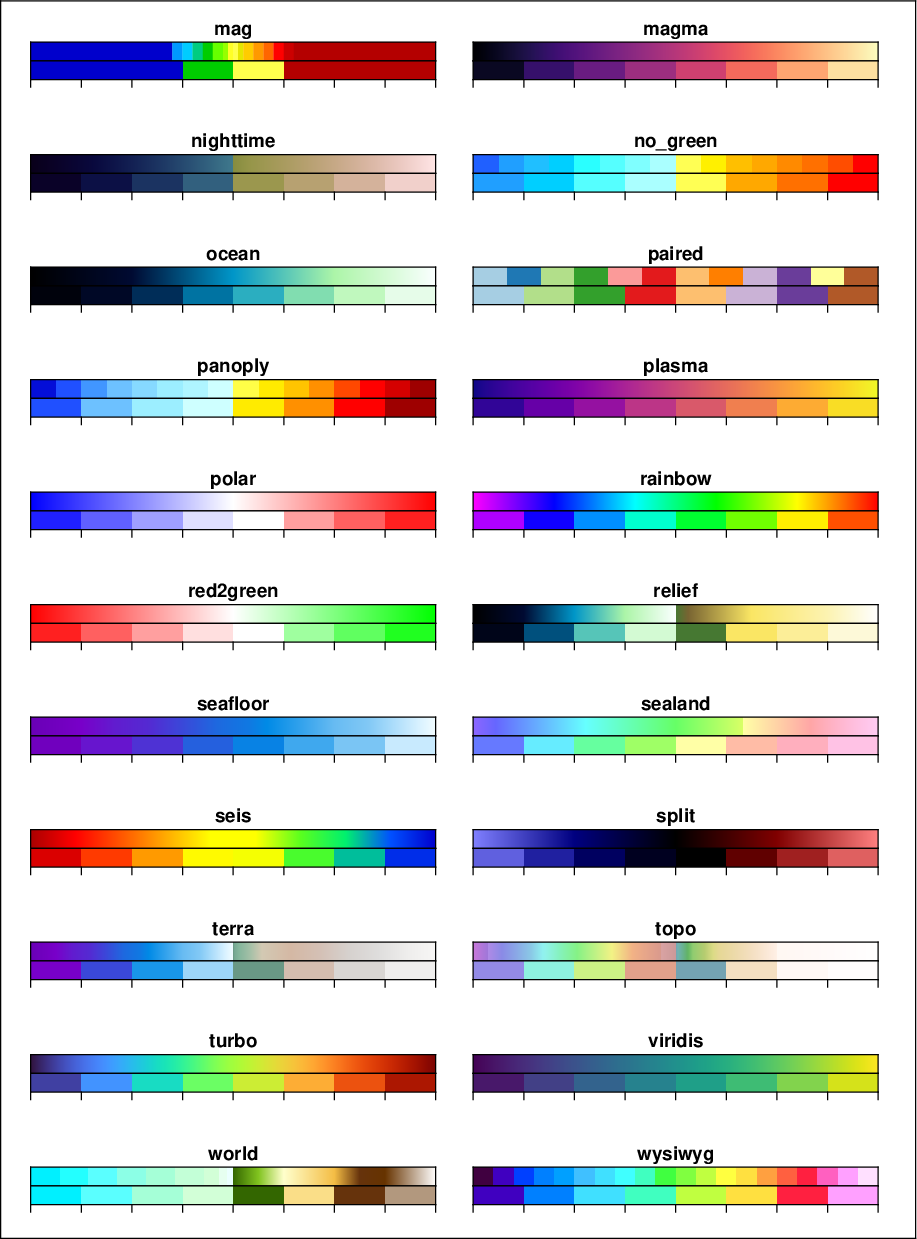 mag
magma
nighttime
no_green
ocean
paired
panoply
plasma
polar
rainbow
red2green
relief
seafloor
sealand
seis
split
terra
topo
turbo
viridis
world
wysiwyg